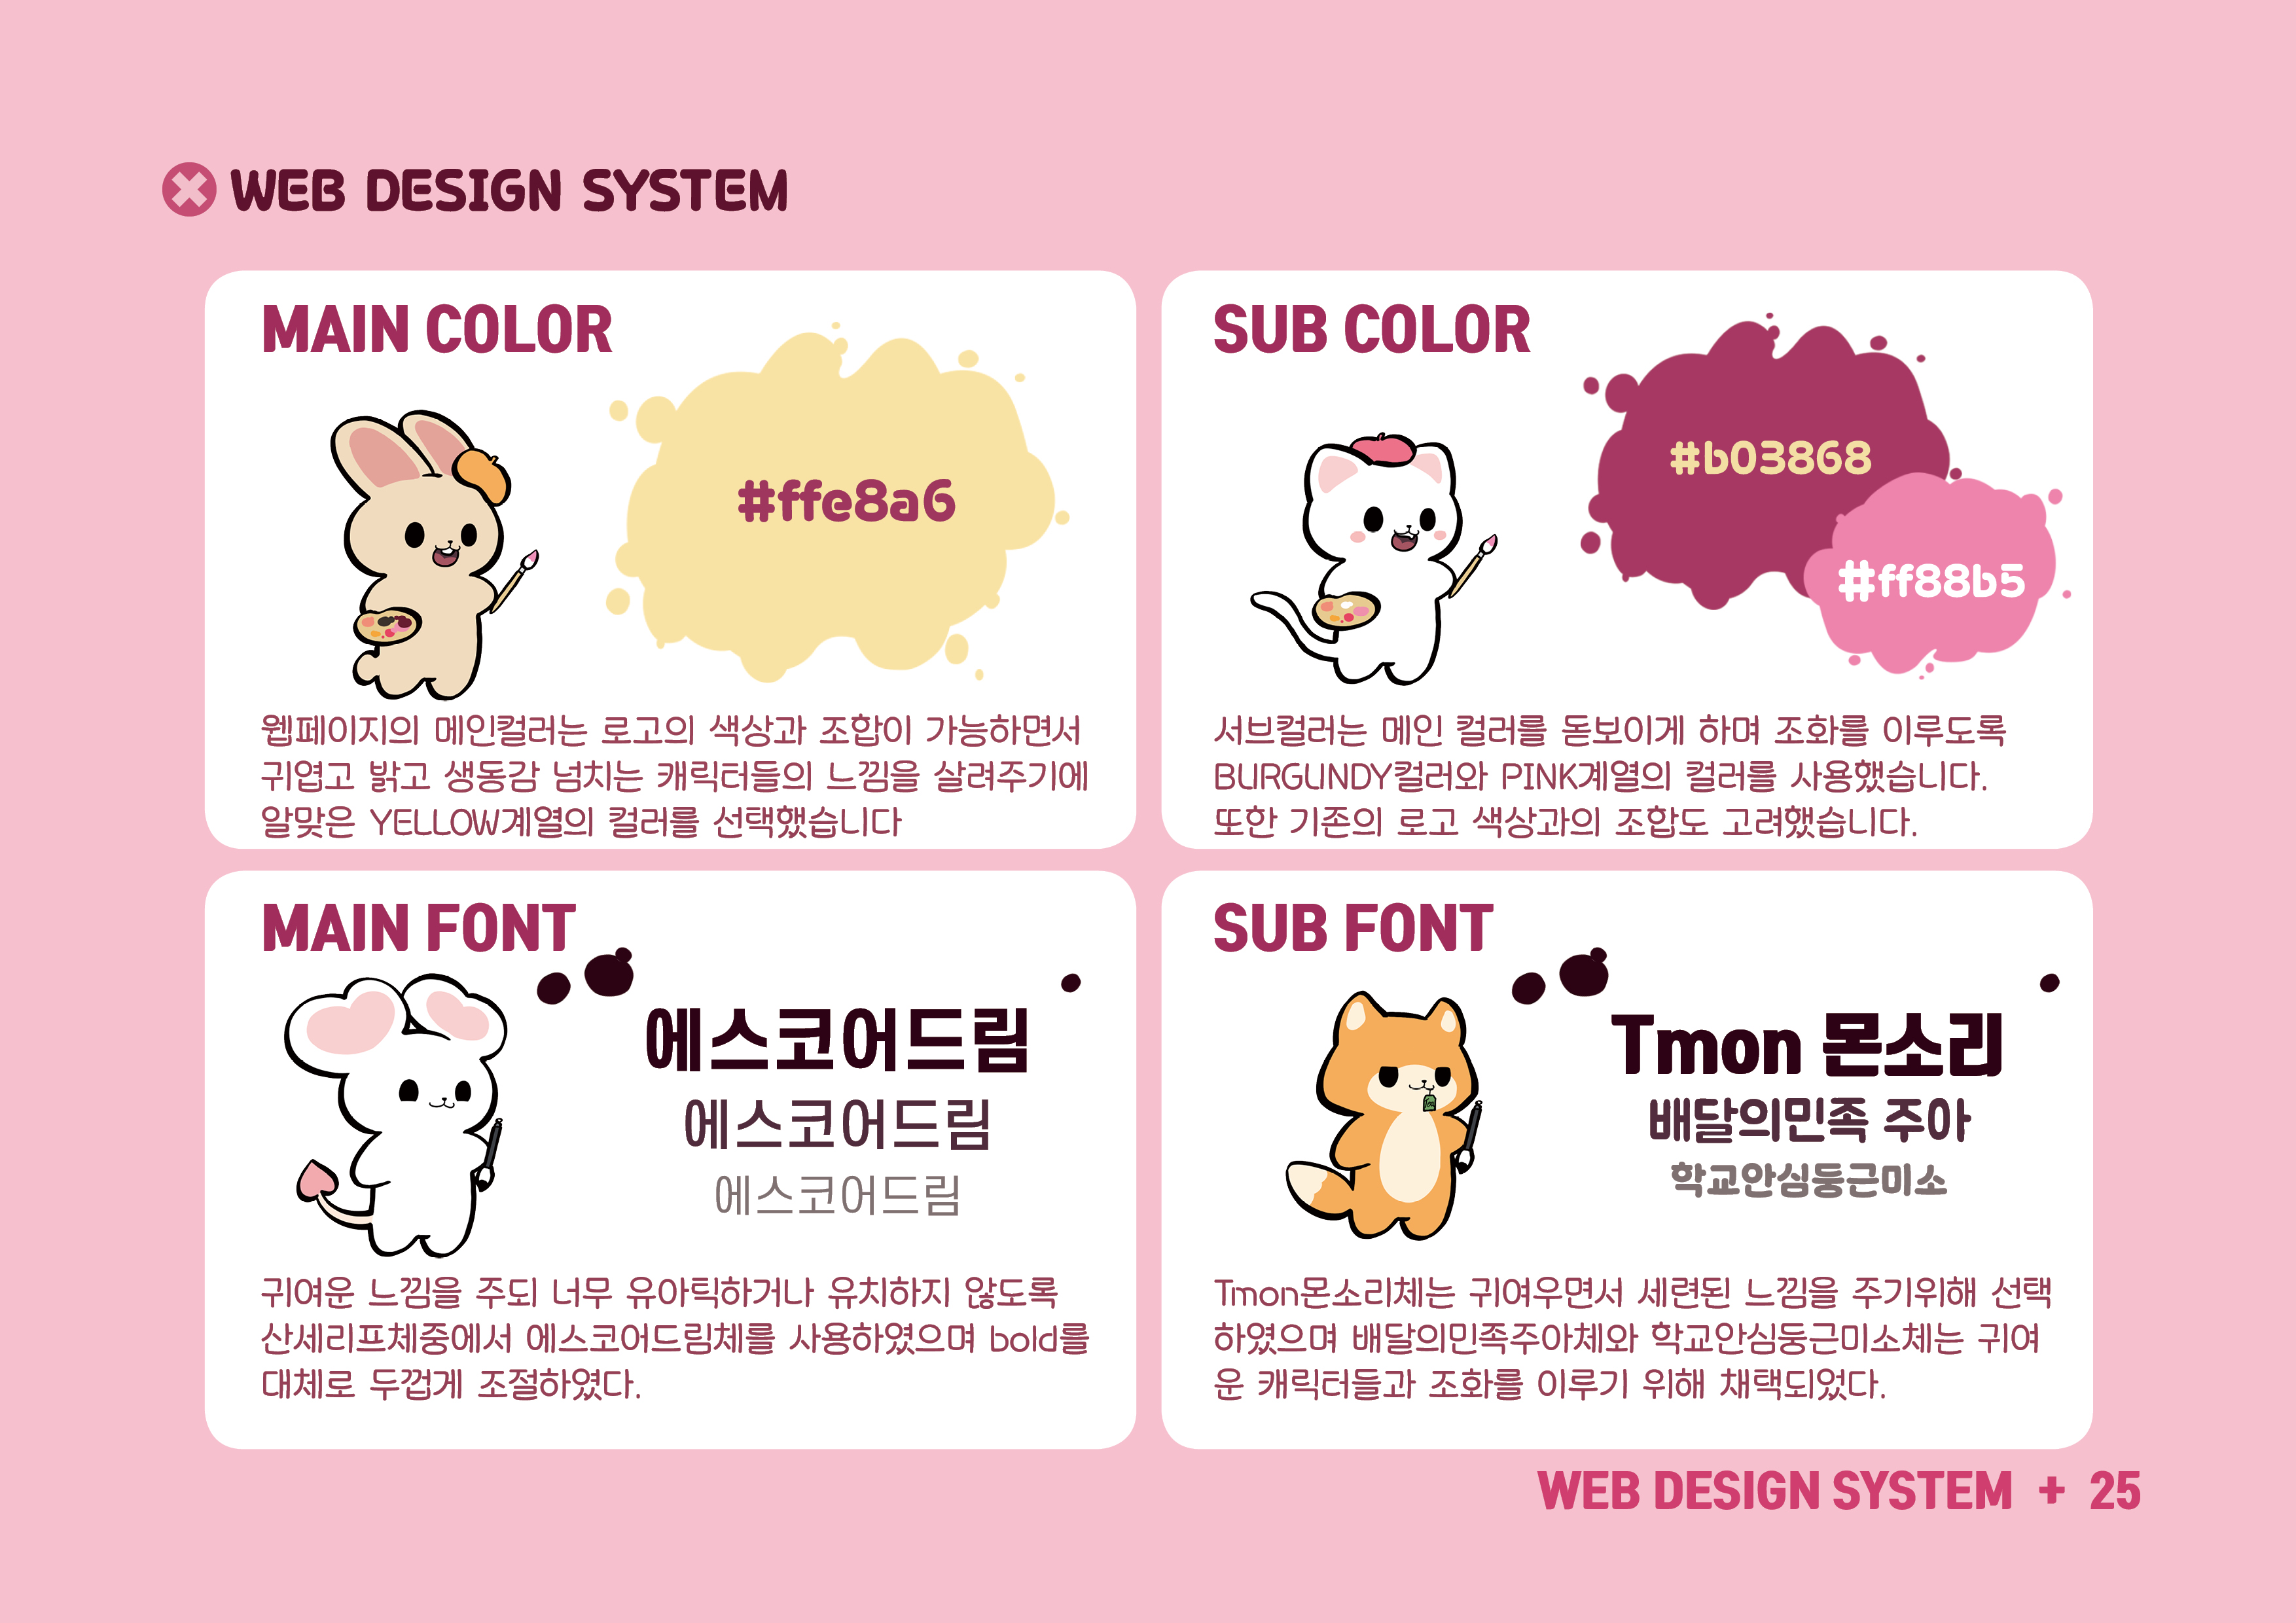 WEB DESIGN SYSTEM
MAIN COLOR
#ffe8a6
웹페이지의 메인컬러는 로고의 색상과 조합이 가능하면서
귀엽고 밝고 생동감 넘치는 캐릭터들의 느낌을 살려주기에
알맞은 YELLOW계열의 컬러를 선택했습니다
SUB COLOR
#b03868
#ff88b5
서브컬러는 메인 컬러를 돋보이게 하며 조화를 이루도록
BURGUNDY컬러와 PINK계열의 컬러를 사용했습니다.
또한 기존의 로고 색상과의 조합도 고려했습니다.
MAIN FONT
에스코어드림
에스코어드림
에스코어드림
귀여운 느낌을 주되 너무 유아틱하거나 유치하지 않도록
산세리프체중에서 에스코어드림체를 사용하였으며 bold를
대체로 두껍게 조절하였다.
SUB FONT
Tmon 몬소리
배달의민족 주아
학교안심둥근미소
Tmon몬소리체는 귀여우면서 세련된 느낌을 주기위해 선택
하였으며 배달의민족주아체와 학교안심둥근미소체는 귀여
운 캐릭터들과 조화를 이루기 위해 채택되었다.
WEB DESIGN SYSTEM + 25